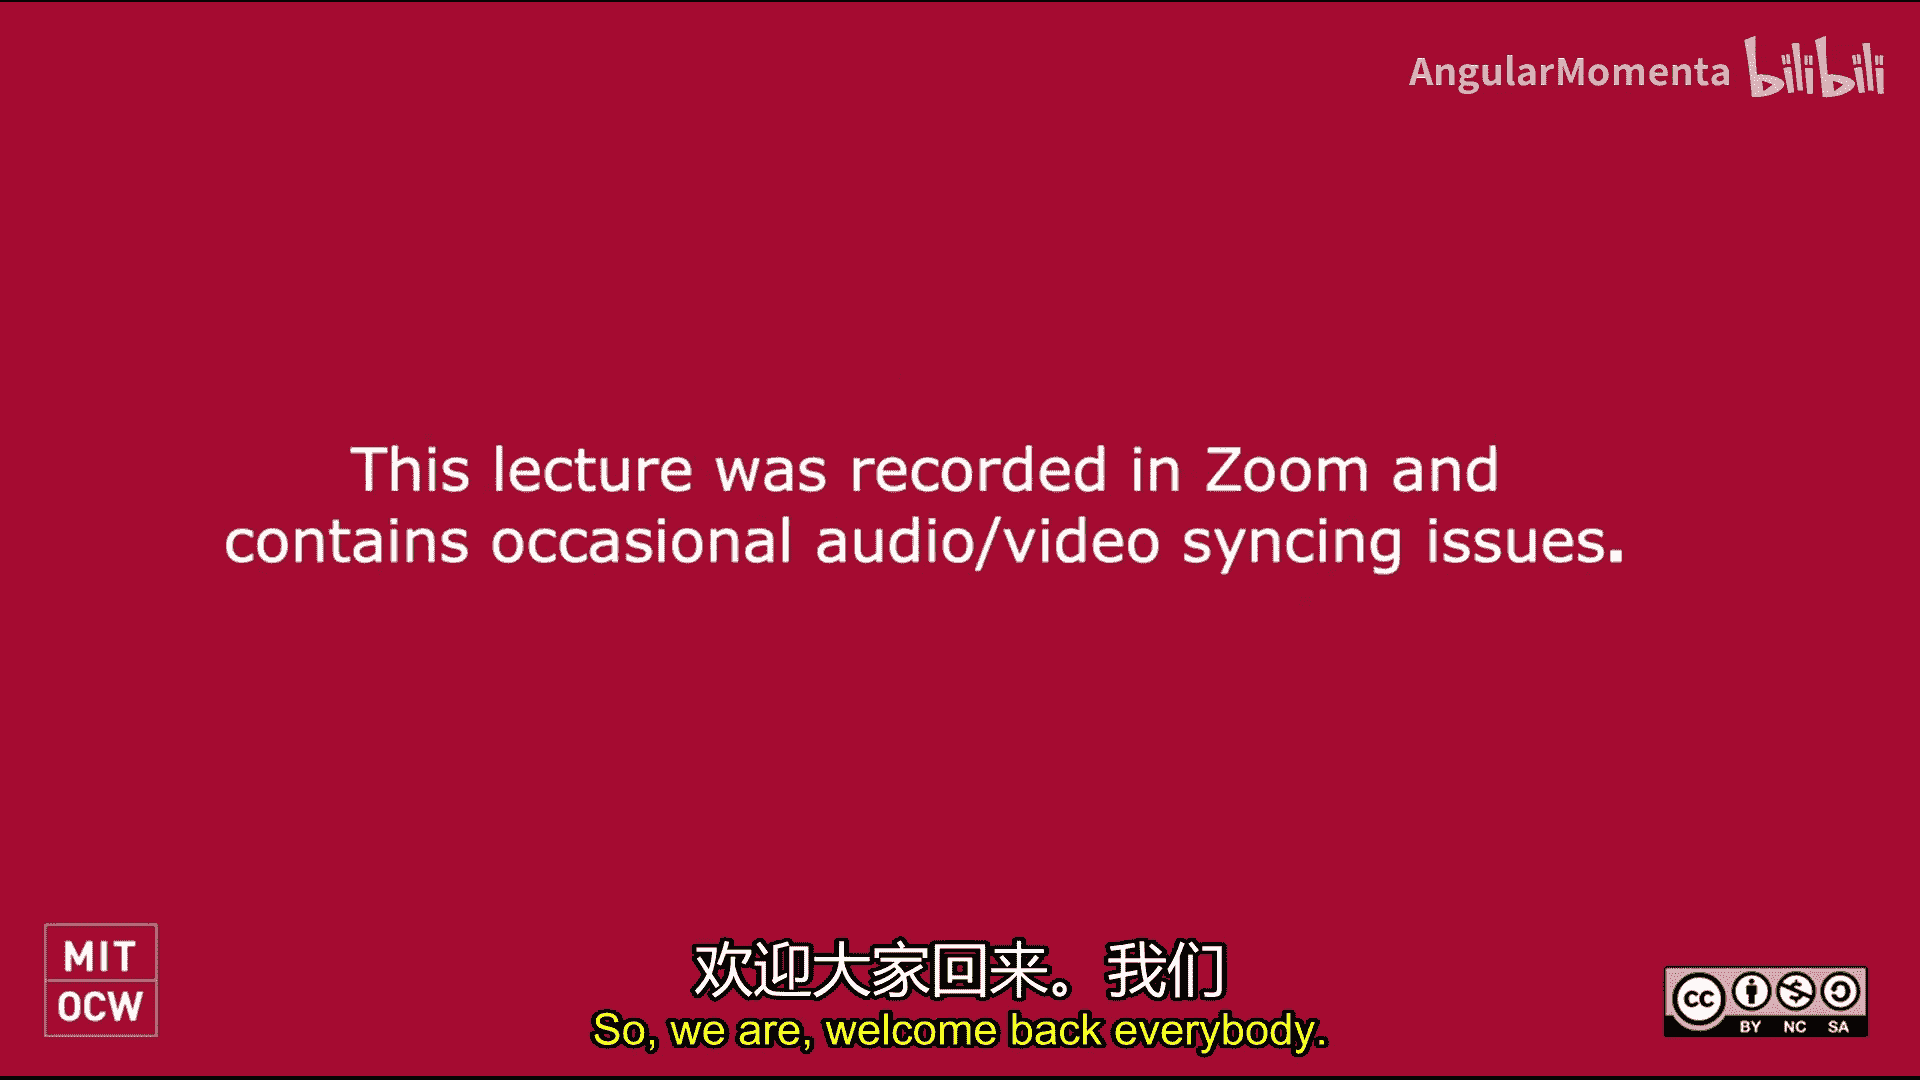 AngularMomenta bilibili
This lecture was recorded in Zoom and
contains occasional audio/video syncing issues.
欢迎大家回来。我们
So, we are, welcome back everybody.
MIT
OCW
cc
BY NC SA